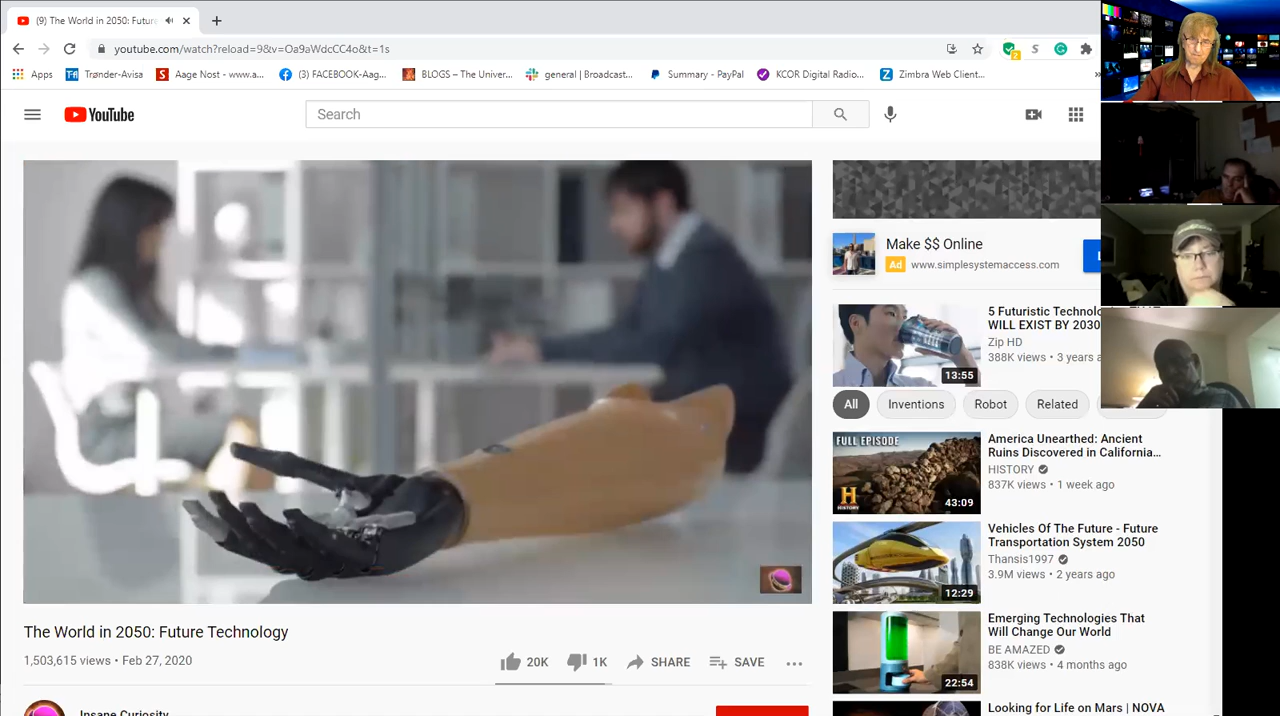 (9) The World in 2050: Futur
youtube.com/watch?reload=9&v=Oa9aWdcCC4o&t=1s
2
Apps
Trønder-Avisa
Aage Nost - www.a...
(3) FACEBOOK-Aag...
BLOG - The Univer...
General | Broadcast...
Summary - PayPal
KCOR Digital Radio...
Zimbra Web Client...
»
YouTube
Search
Make $$ Online
Ad www.simplesystemaccess.com
5 Futuristic Technolo
WILL EXIST BY 2030
Zip HD
388K views • 3 years a
13:55
All
Inventions
Robot
Related
FULL EPISODE
H
HISTORY
43:09
America Unearthed: Ancient
Ruins Discovered in California...
HISTORY
837K views • 1 week ago
12:29
Vehicles Of The Future - Future
Transportation System 2050
Thansis1997
3.9M views • 2 years ago
22:54
Emerging Technologies That
Will Change Our World
BE AMAZED
838K views • 4 months ago
Looking for Life on Mars | NOVA
The World in 2050: Future Technology
1,503,615 views • Feb 27, 2020
20K
1K
SHARE
SAVE
Insane Curiosity